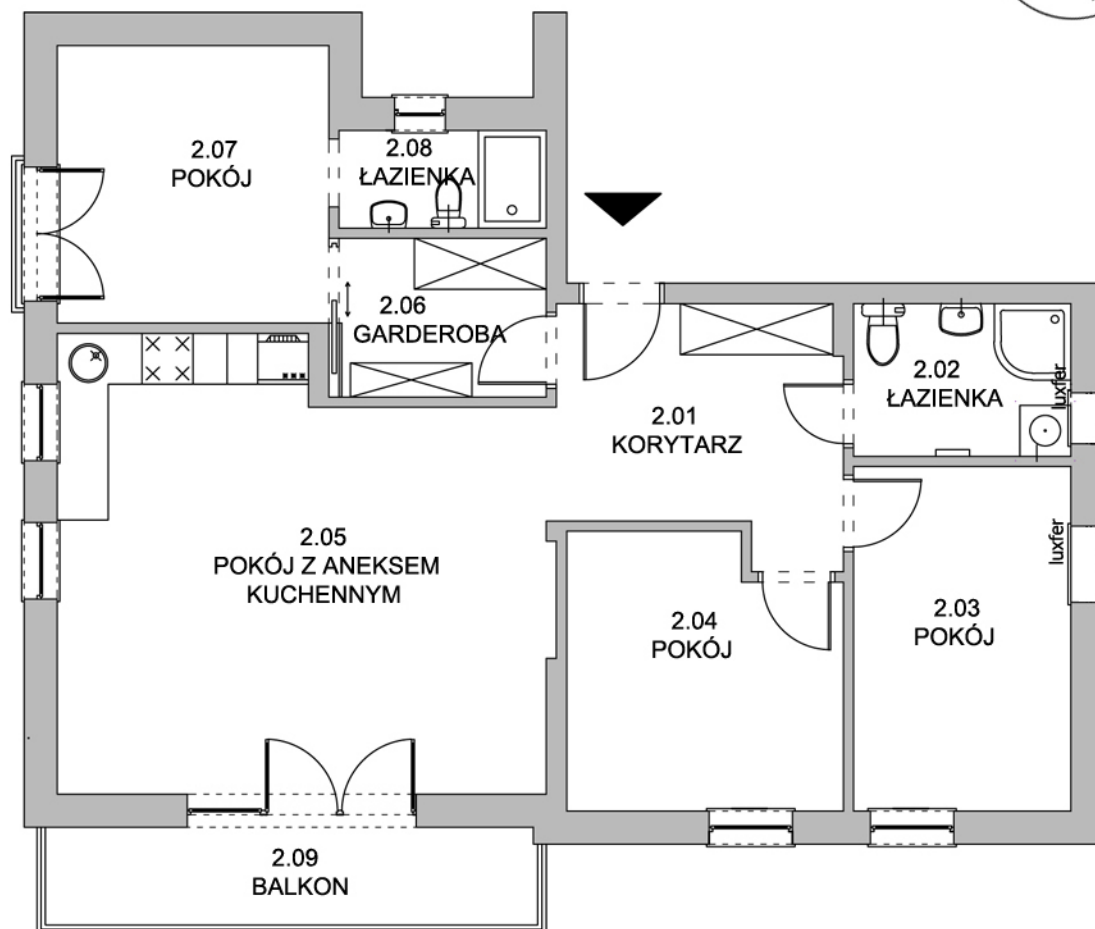 2.07
POKÓJ
2.08
ŁAZIENKA
2.06
GARDEROBA
2.02
ŁAZIENKA
luxfer
2.01
KORYTARZ
2.05
POKÓJ Z ANEKSEM
KUCHENNYM
luxfer
2.04
POKÓJ
2.03
POKÓJ
2.09
BALKON